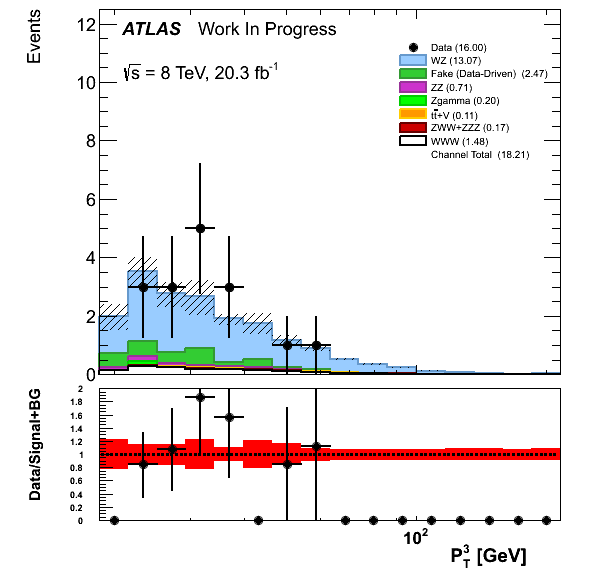 Events
12
10
8
6
4
2
0
ATLAS Work In Progress
√s = 8 TeV, 20.3 fb⁻¹
Data (16.00)
WZ (13.07)
Fake (Data-Driven) (2.47)
ZZ (0.71)
Zgamma (0.20)
tt̄+V (0.11)
ZWW+ZZZ (0.17)
WWW (1.48)
Channel Total (18.21)
Data/Signal+BG
2
1.8
1.6
1.4
1.2
1
0.8
0.6
0.4
0.2
0
10²
P_T^3 [GeV]